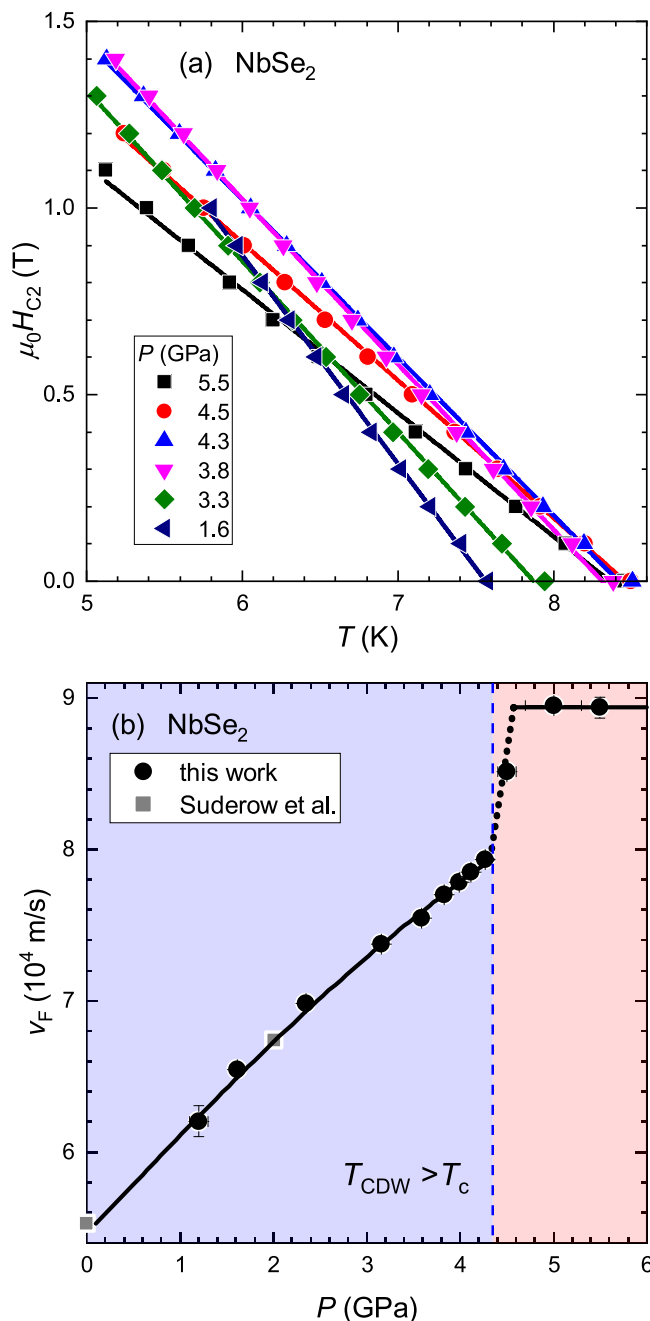 1.5
(a) NbSe2
1.0
μ0HC2 (T)
P (GPa)
5.5
0.5
4.5
4.3
3.8
3.3
1.6
0.0
5 6 7 8
T (K)
9
(b) NbSe2
this work
Suderow et al.
8
vF (10^4 m/s)
7
6
TCDW >Tc
0 1 2 3 4 5 6
P (GPa)